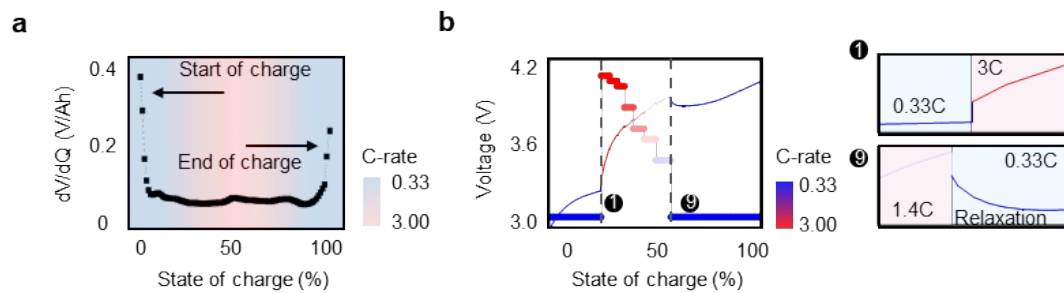 a
dV/dQ (V/Ah)
0.4
0.2
0
Start of charge
End of charge
0
50
100
State of charge (%)
C-rate
0.33
3.00
b
Voltage (V)
4.2
3.6
3.0
1
9
0
50
100
State of charge (%)
C-rate
0.33
3.00
1
3C
0.33C
9
0.33C
1.4C
Relaxation